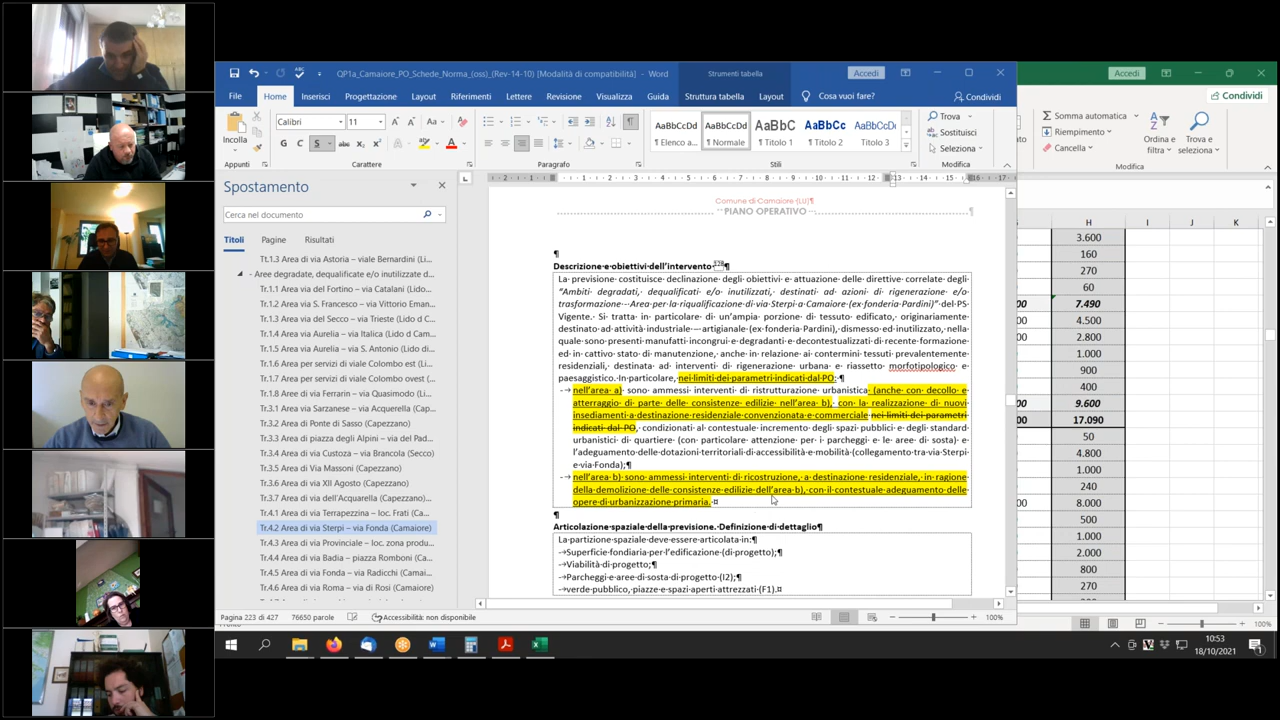 QP1a_Camaiore_PO_Schede_Norma_(oss)_(Rev-14-10) [Modalità di compatibilità] - Word
Strumenti tabella
Accedi
File Home Inserisci Progettazione Layout Riferimenti Lettere Revisione Visualizza Guida Struttura tabella Layout Cosa vuoi fare? Condividi
Incolla
Calibri 11
Appunti Carattere Paragrafo Stili Modifica
AaBbCcDd AaBbCcDd AaBbC AaBbCc AaBbCcDc
¶ Elenco a... ¶ Normale ¶ Titolo 1 ¶ Titolo 2 ¶ Titolo 3
Trova
Sostituisci
Seleziona
Accedi
Condividi
Somma automatica
Riempimento
Cancella
Ordina e filtra
Trova e seleziona
Modifica
Spostamento
Cerca nel documento
Titoli Pagine Risultati
Tt.1.3 Area di via Astoria – viale Bernardini (Li...
Aree degradate, dequalificate e/o inutilizzate d...
Tr.1.1 Area via del Fortino – via Catalani (Lido...
Tr.1.2 Area via S. Francesco – via Vittorio Eman...
Tr.1.3 Area via del Secco – via Trieste (Lido di C...
Tr.1.4 Area via Aurelia – via Italica (Lido di Cam...
Tr.1.5 Area via Aurelia – via S. Antonio (Lido di...
Tr.1.6 Area per servizi di viale Colombo est (Li...
Tr.1.7 Area per servizi di viale Colombo ovest (...
Tr.1.8 Area di via Ferrarin – via Quasimodo (Li...
Tr.3.1 Area via Sarzanese – via Acquerella (Cap...
Tr.3.2 Area di Ponte di Sasso (Capezzano)
Tr.3.3 Area di piazza degli Alpini – via del Pad...
Tr.3.4 Area di via Cudrasca – via Brancola (Secco)
Tr.3.5 Area di Via Massoni (Capezzano)
Tr.3.6 Area di via XII Agosto (Capezzano)
Tr.3.7 Area di via dell'Acquarella (Capezzano)
Tr.4.1 Area di via Terrapezzina – loc. Frati (Ca...
Tr.4.2 Area di via Sterpi – via Fonda (Camaiore)
Tr.4.3 Area di via Provinciale – loc. zona produ...
Tr.4.4 Area di via Badia – piazza Romboni (Ca...
Tr.4.5 Area di via Fonda – via Radicchi (Camaio...
Tr.4.6 Area di via Roma – via di Rosi (Camaiore)
Comune di Camaiore (LU)¶
PIANO OPERATIVO ¶
¶
Descrizione e obiettivi dell'intervento ¶
La previsione costituisce declinazione degli obiettivi e attuazione delle direttive correlate degli
"Ambiti degradati, dequalificati e/o inutilizzati, destinati ad azioni di rigenerazione e/o
trasformazione - Area per la riqualificazione di via Sterpi a Camaiore (ex fonderia Pardini)" del PS
Vigente. Si tratta in particolare di un'ampia porzione di tessuto edificato, originariamente
destinato ad attività industriale – artigianale (ex fonderia Pardini), dismesso ed inutilizzato, nella
quale sono presenti manufatti incongrui e degradanti e decontestualizzati di recente formazione
ed in cattivo stato di manutenzione, anche in relazione ai contermini tessuti prevalentemente
residenziali, destinata ad interventi di rigenerazione urbana e riassetto morfotipologico e
paesaggistico. In particolare, nei limiti dei parametri indicati dal PO: ¶
→ nell'area a) sono ammessi interventi di ristrutturazione urbanistica (anche con decollo e
atterraggio di parte delle consistenze edilizie nell'area b), con la realizzazione di nuovi
insediamenti a destinazione residenziale convenzionata e commerciale nei limiti dei parametri
indicati dal PO, condizionati al contestuale incremento degli spazi pubblici e degli standard
urbanistici di quartiere (con particolare attenzione per i parcheggi e le aree di sosta) e
l'adeguamento delle dotazioni territoriali di accessibilità e mobilità (collegamento tra via Sterpi
e via Fonda);¶
→ nell'area b) sono ammessi interventi di ricostruzione, a destinazione residenziale, in ragione
della demolizione delle consistenze edilizie dell'area b), con il contestuale adeguamento delle
opere di urbanizzazione primaria.
¶
Articolazione spaziale della previsione. Definizione di dettaglio¶
La partizione spaziale deve essere articolata in:¶
→Superficie fondiaria per l'edificazione (di progetto);¶
→Viabilità di progetto;¶
→Parcheggi e aree di sosta di progetto (I2);¶
→verde pubblico, piazze e spazi aperti attrezzati (F1).
H I J K
3.600
160
270
60
7.490
4.500
2.800
1.000
900
400
9.600
17.090
50
4.800
1.000
240
8.000
500
1.000
2.000
800
270
Pagina 223 di 427 76650 parole Accessibilità: non disponibile 100%
100%
10:53
18/10/2021